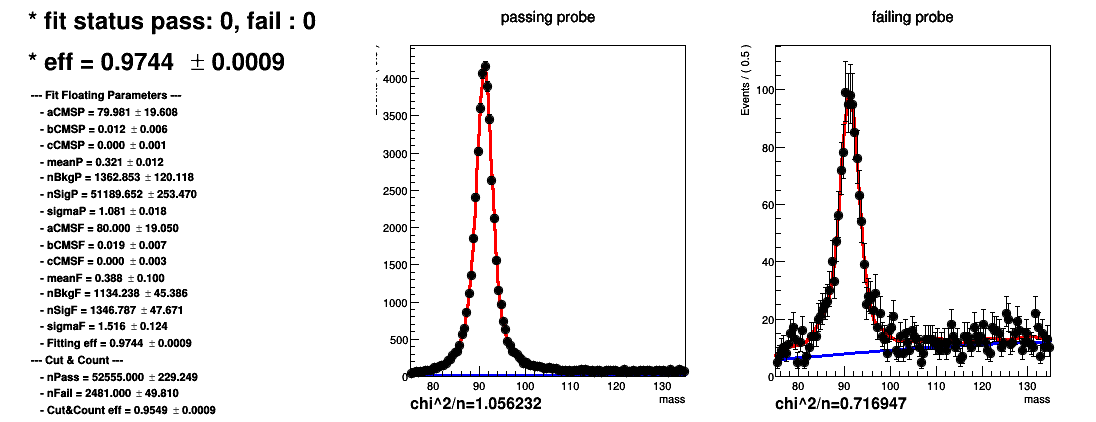 * fit status pass: 0, fail : 0
* eff = 0.9744 ± 0.0009
--- Fit Floating Parameters ---
- aCMSP = 79.981 ± 19.608
- bCMSP = 0.012 ± 0.006
- cCMSP = 0.000 ± 0.001
- meanP = 0.321 ± 0.012
- nBkgP = 1362.853 ± 120.118
- nSigP = 51189.652 ± 253.470
- sigmaP = 1.081 ± 0.018
- aCMSF = 80.000 ± 19.050
- bCMSF = 0.019 ± 0.007
- cCMSF = 0.000 ± 0.003
- meanF = 0.388 ± 0.100
- nBkgF = 1134.238 ± 45.386
- nSigF = 1346.787 ± 47.671
- sigmaF = 1.516 ± 0.124
- Fitting eff = 0.9744 ± 0.0009
--- Cut & Count ---
- nPass = 52555.000 ± 229.249
- nFail = 2481.000 ± 49.810
- Cut&Count eff = 0.9549 ± 0.0009
passing probe
4000
3500
3000
2500
2000
1500
1000
500
0
80 90 100 110 120 130
mass
chi^2/n=1.056232
failing probe
Events / ( 0.5 )
100
80
60
40
20
0
80 90 100 110 120 130
mass
chi^2/n=0.716947